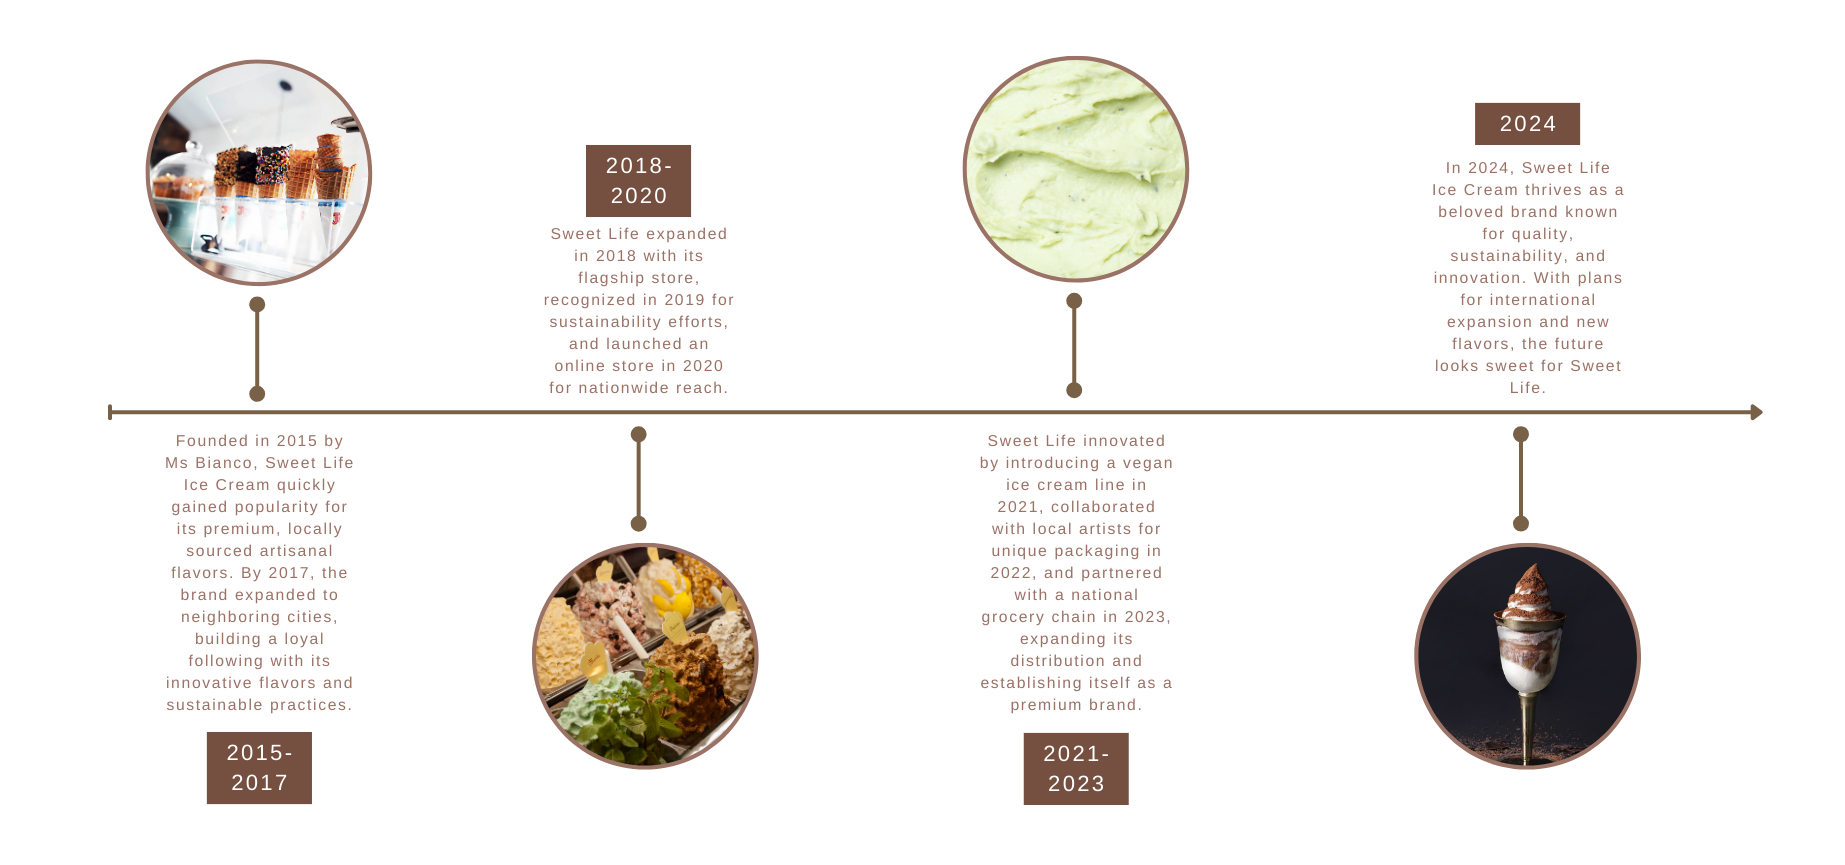 Founded in 2015 by
Ms Bianco, Sweet Life
Ice Cream quickly
gained popularity for
its premium, locally
sourced artisanal
flavors. By 2017, the
brand expanded to
neighboring cities,
building a loyal
following with its
innovative flavors and
sustainable practices.
2015-
2017
2018-
2020
Sweet Life expanded
in 2018 with its
flagship store,
recognized in 2019 for
sustainability efforts,
and launched an
online store in 2020
for nationwide reach.
Sweet Life innovated
by introducing a vegan
ice cream line in
2021, collaborated
with local artists for
unique packaging in
2022, and partnered
with a national
grocery chain in 2023,
expanding its
distribution and
establishing itself as a
premium brand.
2021-
2023
2024
In 2024, Sweet Life
Ice Cream thrives as a
beloved brand known
for quality,
sustainability, and
innovation. With plans
for international
expansion and new
flavors, the future
looks sweet for Sweet
Life.